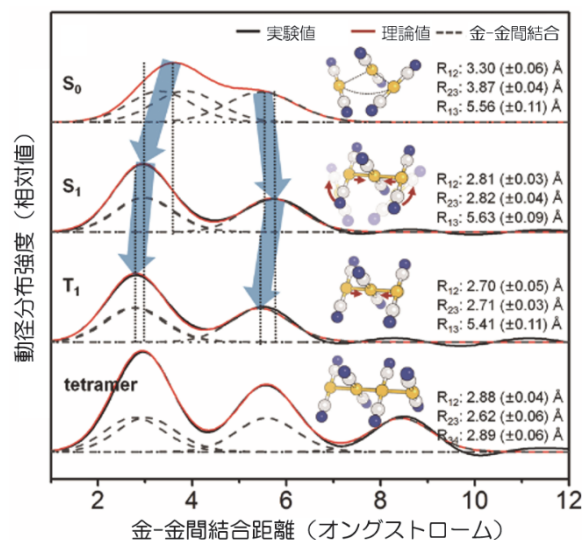 実験値 理論値 金-金間結合
S0
R12: 3.30 (±0.06) Å
R23: 3.87 (±0.04) Å
R13: 5.56 (±0.11) Å
S1
R12: 2.81 (±0.03) Å
R23: 2.82 (±0.04) Å
R13: 5.63 (±0.09) Å
T1
R12: 2.70 (±0.05) Å
R23: 2.71 (±0.03) Å
R13: 5.41 (±0.11) Å
tetramer
R12: 2.88 (±0.04) Å
R23: 2.62 (±0.06) Å
R34: 2.89 (±0.06) Å
動径分布強度（相対値）
2 4 6 8 10 12
金-金間結合距離（オングストローム）